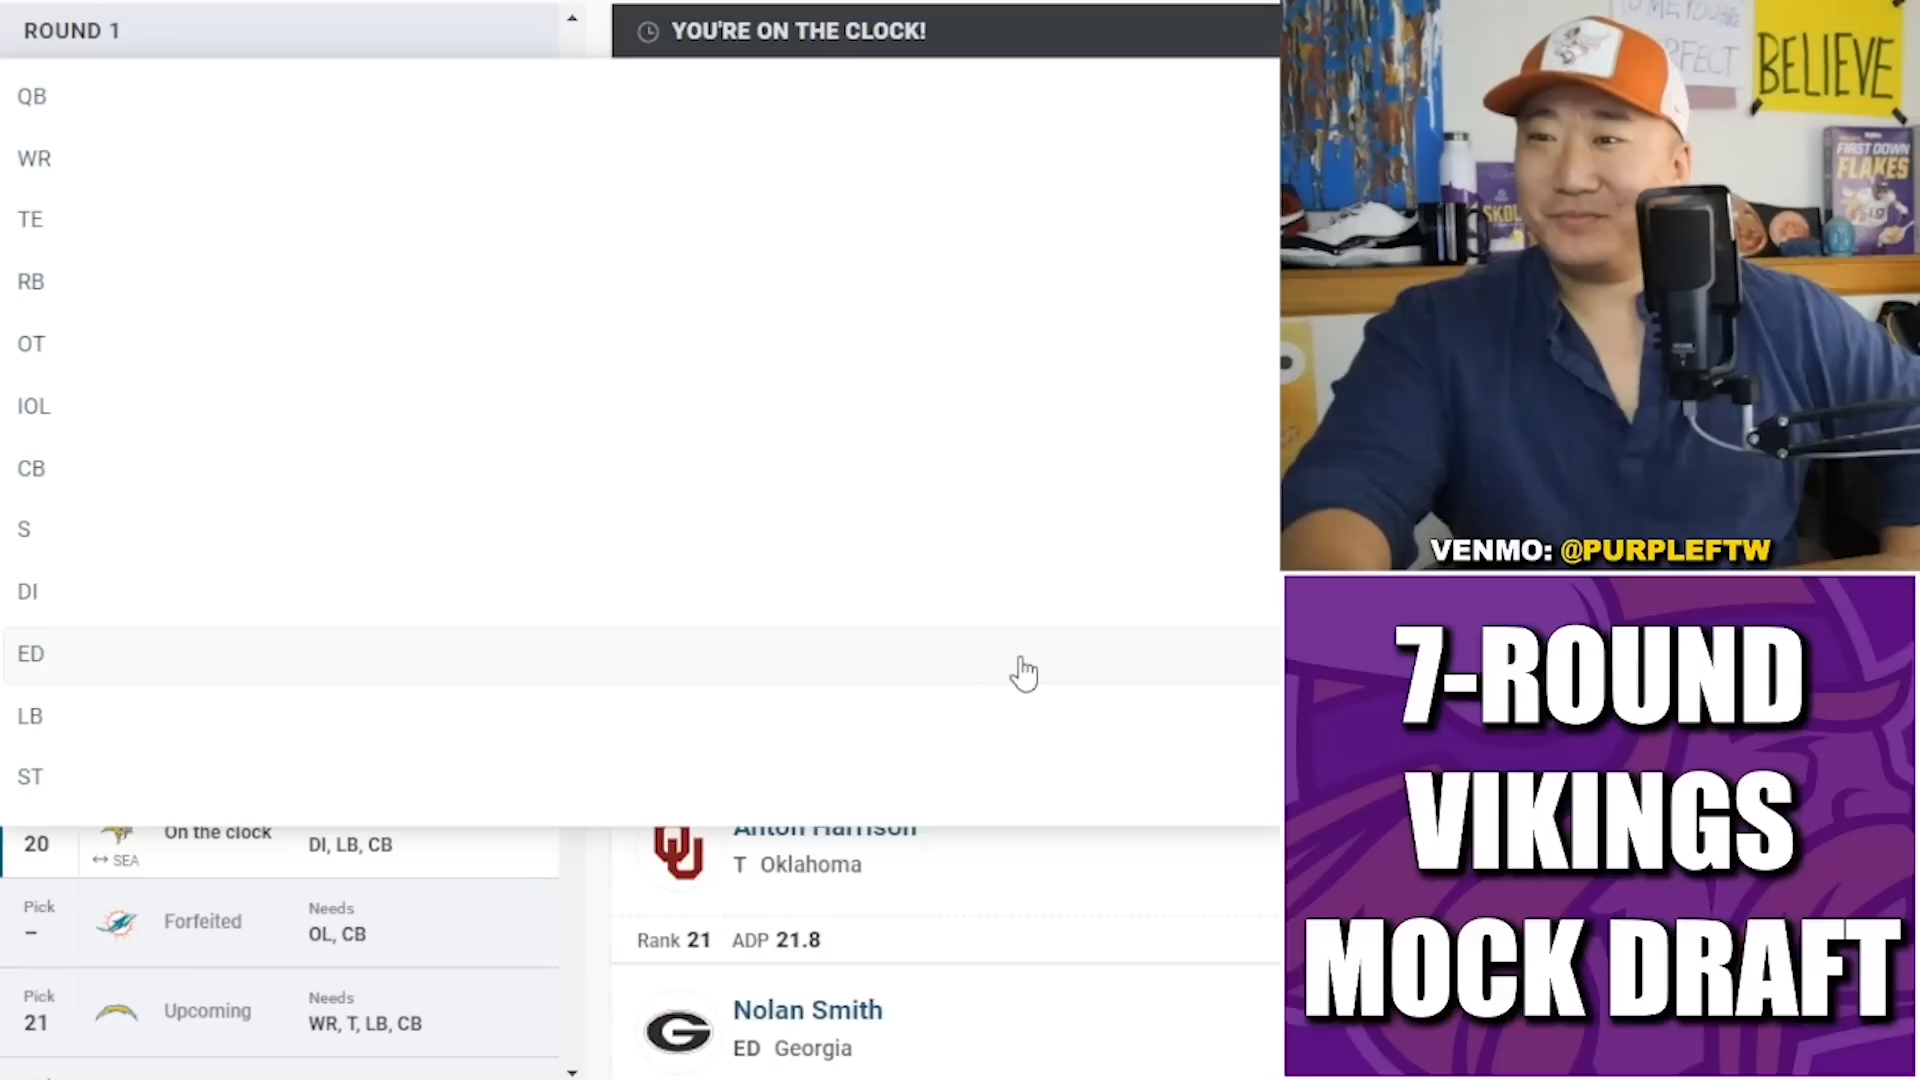 ROUND 1
YOU'RE ON THE CLOCK!
QB
WR
TE
RB
OT
IOL
CB
S
DI
ED
LB
ST
20
On the clock
SEA
DI, LB, CB
Pick
–
Forfeited
Needs
OL, CB
Pick
21
Upcoming
Needs
WR, T, LB, CB
Anton Harrison
T Oklahoma
Rank 21 ADP 21.8
Nolan Smith
ED Georgia
BELIEVE
FIRST DOWN
FLAKES
SKOL
VENMO: @PURPLEFTW
7-ROUND
VIKINGS
MOCK DRAFT